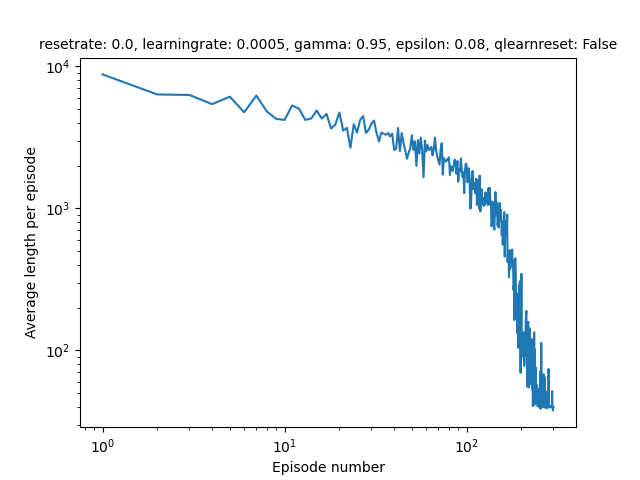 resetrate: 0.0, learningrate: 0.0005, gamma: 0.95, epsilon: 0.08, qlearnreset: False
Average length per episode
10⁴
10³
10²
10⁰ 10¹ 10²
Episode number